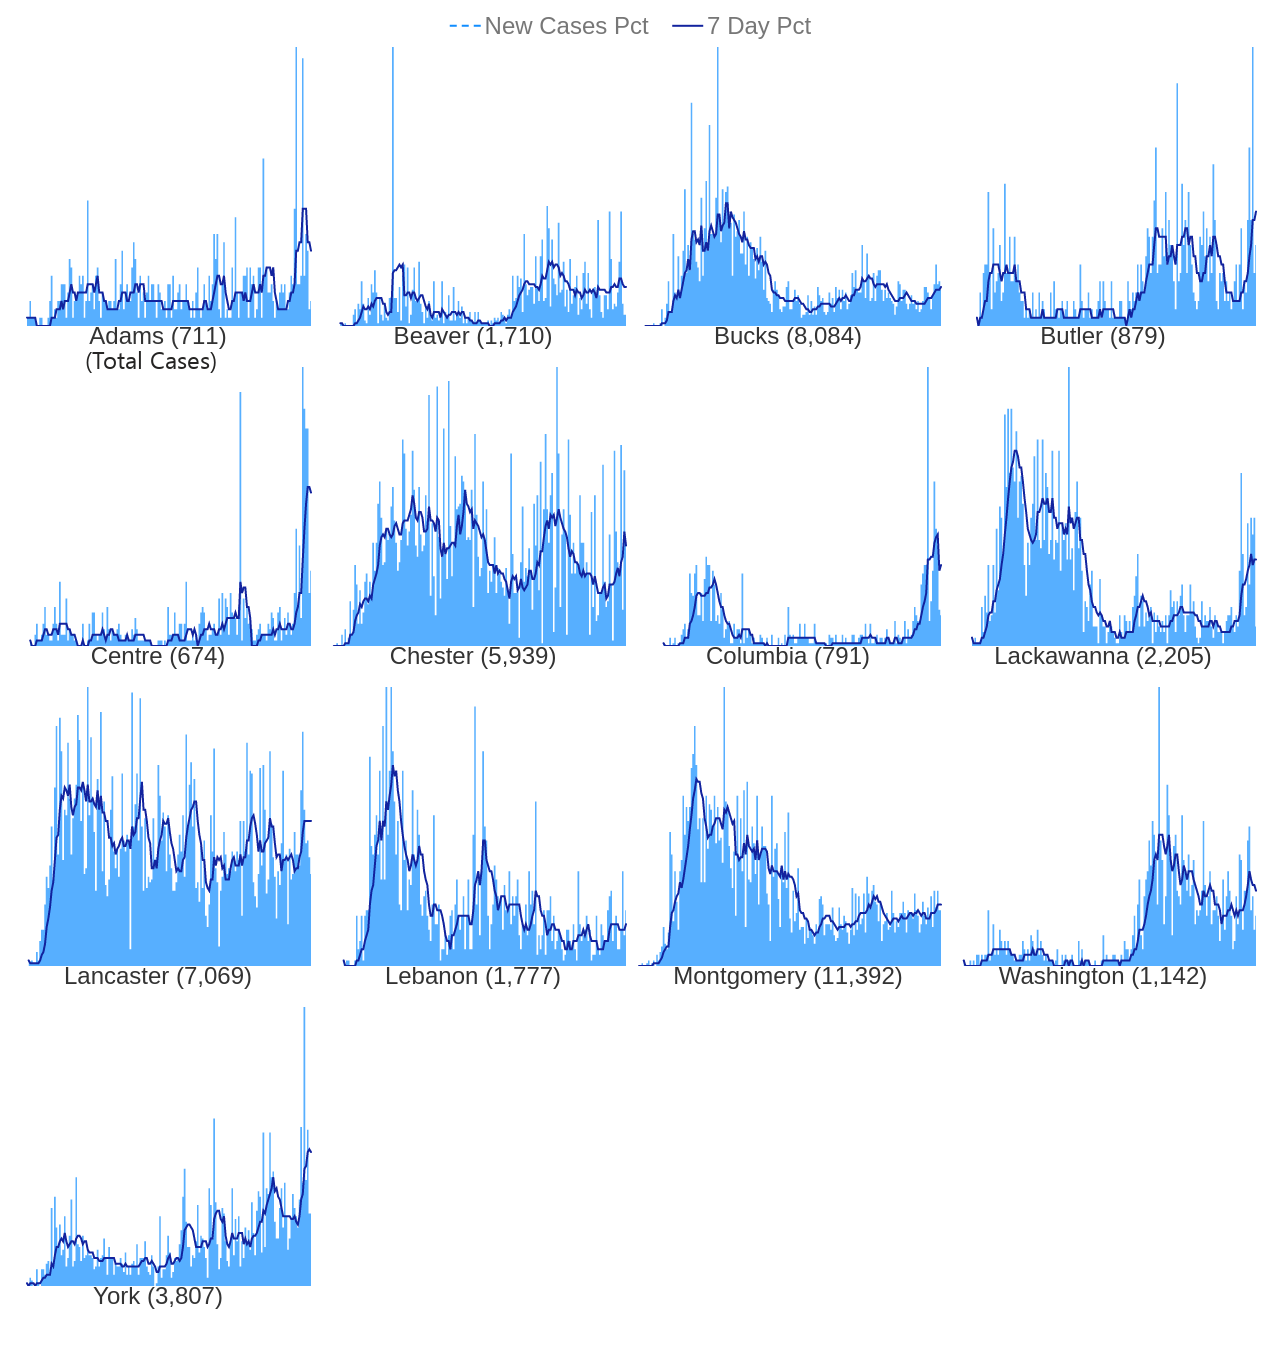 New Cases Pct 7 Day Pct
Adams (711) Beaver (1,710) Bucks (8,084) Butler (879)
(Total Cases)
Centre (674) Chester (5,939) Columbia (791) Lackawanna (2,205)
Lancaster (7,069) Lebanon (1,777) Montgomery (11,392) Washington (1,142)
York (3,807)